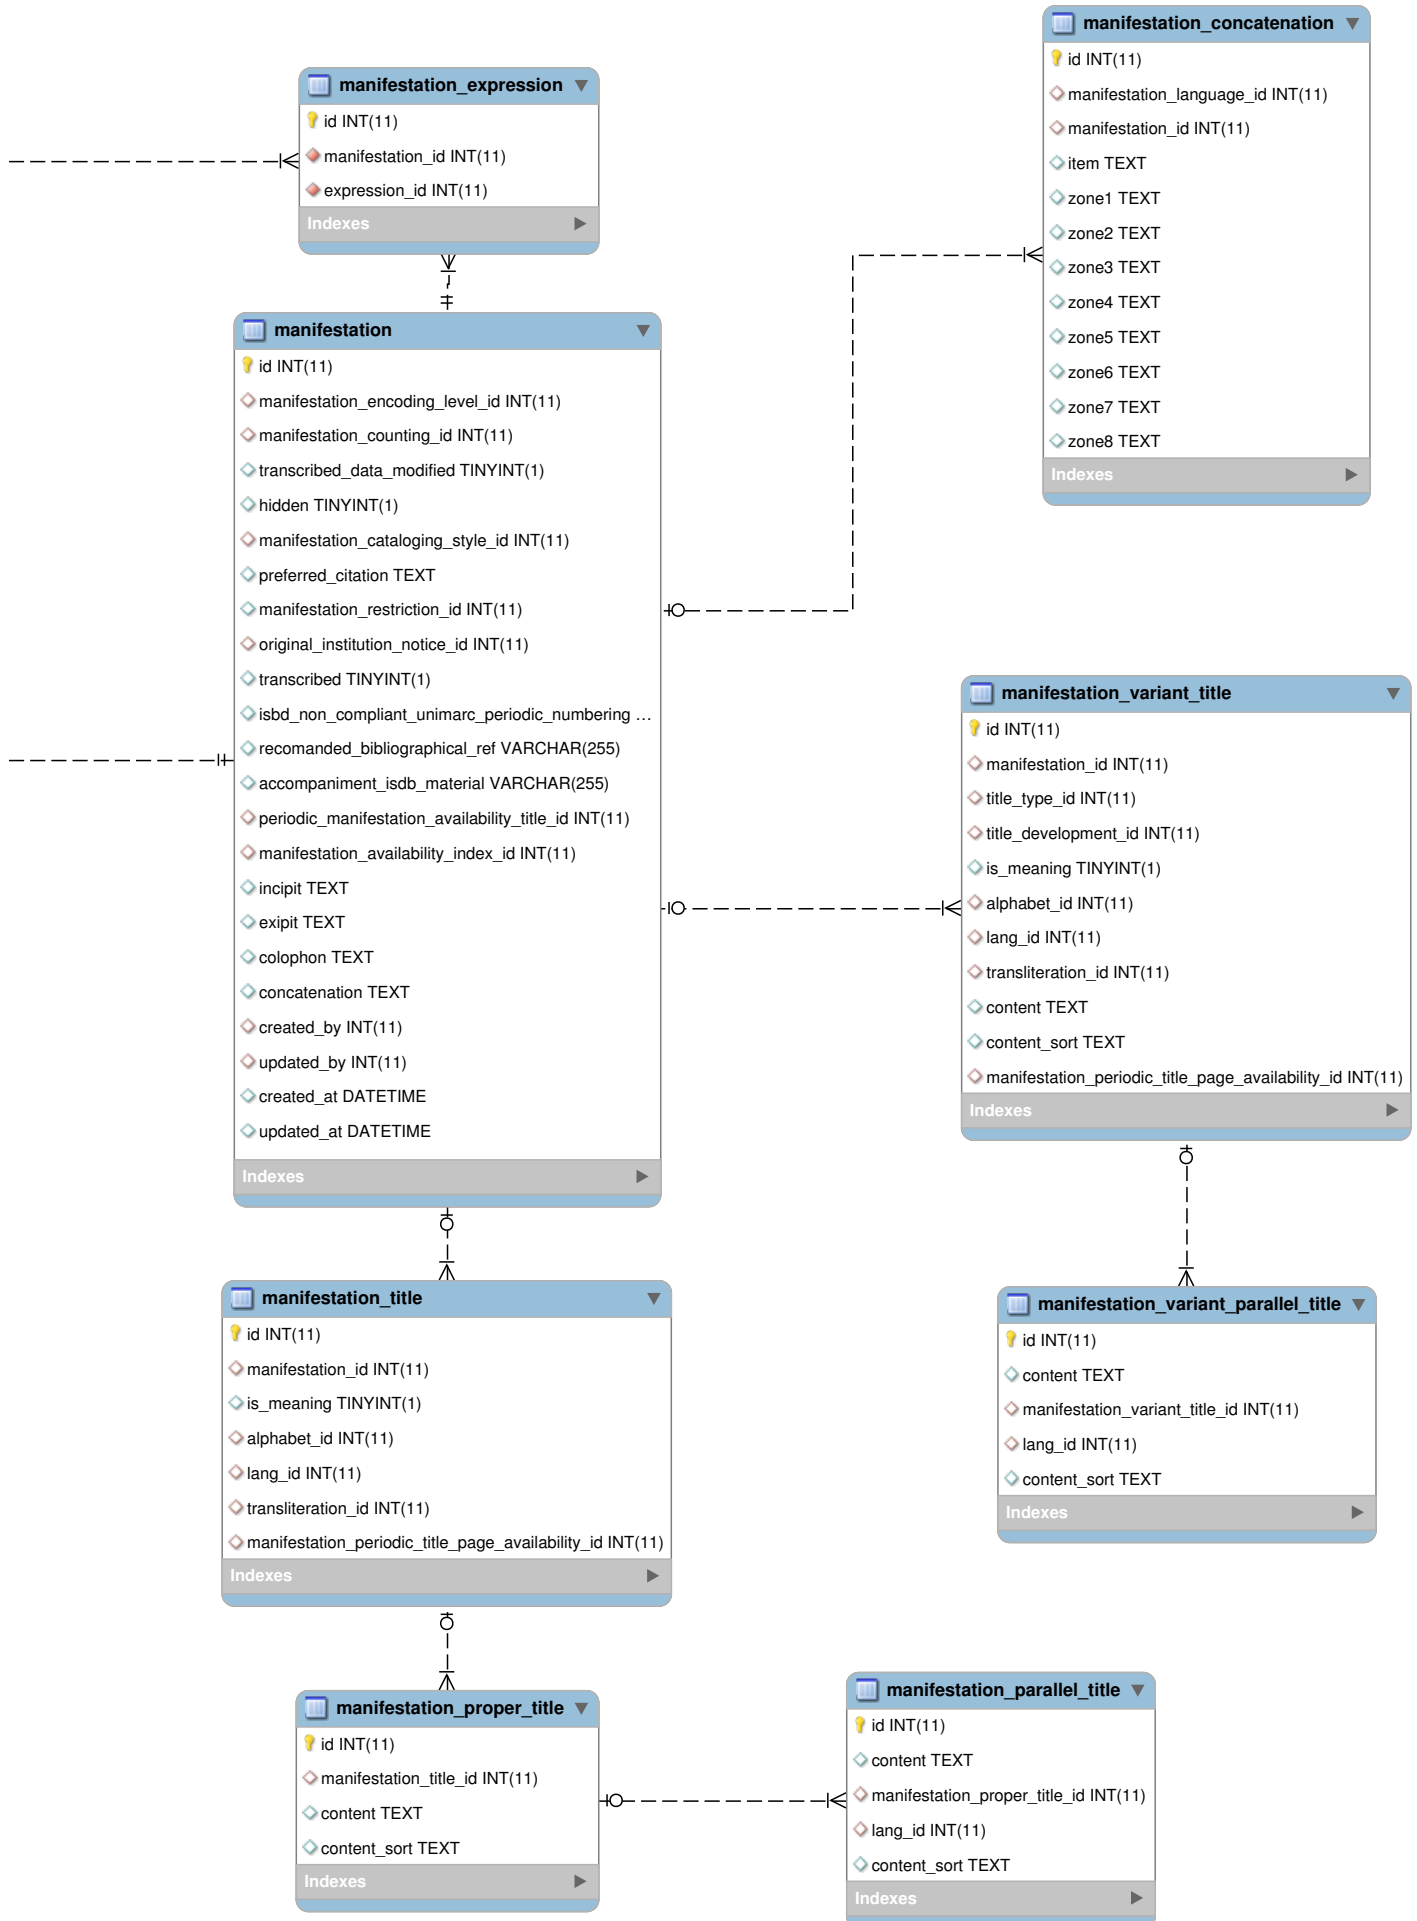 manifestation_concatenation
id INT(11)
manifestation_language_id INT(11)
manifestation_id INT(11)
item TEXT
zone1 TEXT
zone2 TEXT
zone3 TEXT
zone4 TEXT
zone5 TEXT
zone6 TEXT
zone7 TEXT
zone8 TEXT
Indexes
manifestation_expression
id INT(11)
manifestation_id INT(11)
expression_id INT(11)
Indexes
manifestation
id INT(11)
manifestation_encoding_level_id INT(11)
manifestation_counting_id INT(11)
transcribed_data_modified TINYINT(1)
hidden TINYINT(1)
manifestation_cataloging_style_id INT(11)
preferred_citation TEXT
manifestation_restriction_id INT(11)
original_institution_notice_id INT(11)
transcribed TINYINT(1)
isbd_non_compliant_unimarc_periodic_numbering ...
recomanded_bibliographical_ref VARCHAR(255)
accompaniment_isdb_material VARCHAR(255)
periodic_manifestation_availability_title_id INT(11)
manifestation_availability_index_id INT(11)
incipit TEXT
exipit TEXT
colophon TEXT
concatenation TEXT
created_by INT(11)
updated_by INT(11)
created_at DATETIME
updated_at DATETIME
Indexes
manifestation_variant_title
id INT(11)
manifestation_id INT(11)
title_type_id INT(11)
title_development_id INT(11)
is_meaning TINYINT(1)
alphabet_id INT(11)
lang_id INT(11)
transliteration_id INT(11)
content TEXT
content_sort TEXT
manifestation_periodic_title_page_availability_id INT(11)
Indexes
manifestation_title
id INT(11)
manifestation_id INT(11)
is_meaning TINYINT(1)
alphabet_id INT(11)
lang_id INT(11)
transliteration_id INT(11)
manifestation_periodic_title_page_availability_id INT(11)
Indexes
manifestation_variant_parallel_title
id INT(11)
content TEXT
manifestation_variant_title_id INT(11)
lang_id INT(11)
content_sort TEXT
Indexes
manifestation_proper_title
id INT(11)
manifestation_title_id INT(11)
content TEXT
content_sort TEXT
Indexes
manifestation_parallel_title
id INT(11)
content TEXT
manifestation_proper_title_id INT(11)
lang_id INT(11)
content_sort TEXT
Indexes